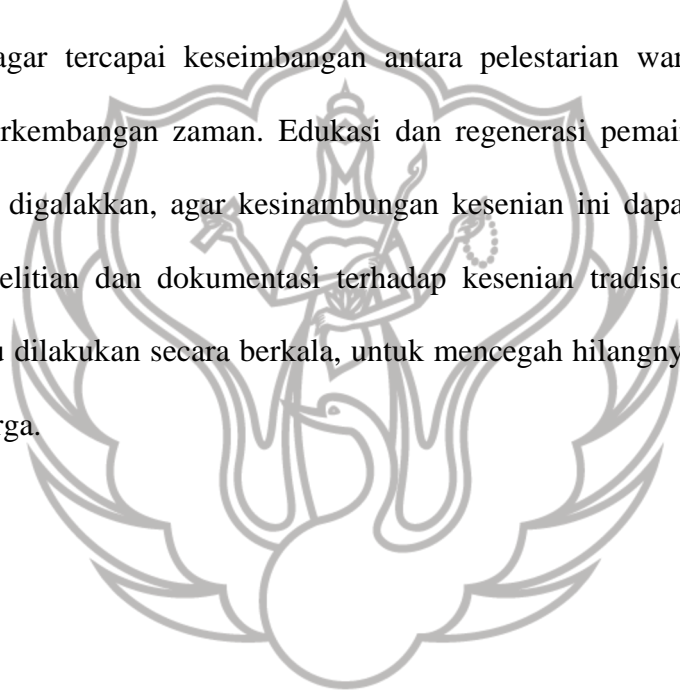 agar tercapai keseimbangan antara pelestarian war
rkembangan zaman. Edukasi dan regenerasi pemai
digalakkan, agar kesinambungan kesenian ini dapa
elitian dan dokumentasi terhadap kesenian tradisio
u dilakukan secara berkala, untuk mencegah hilangny
rga.